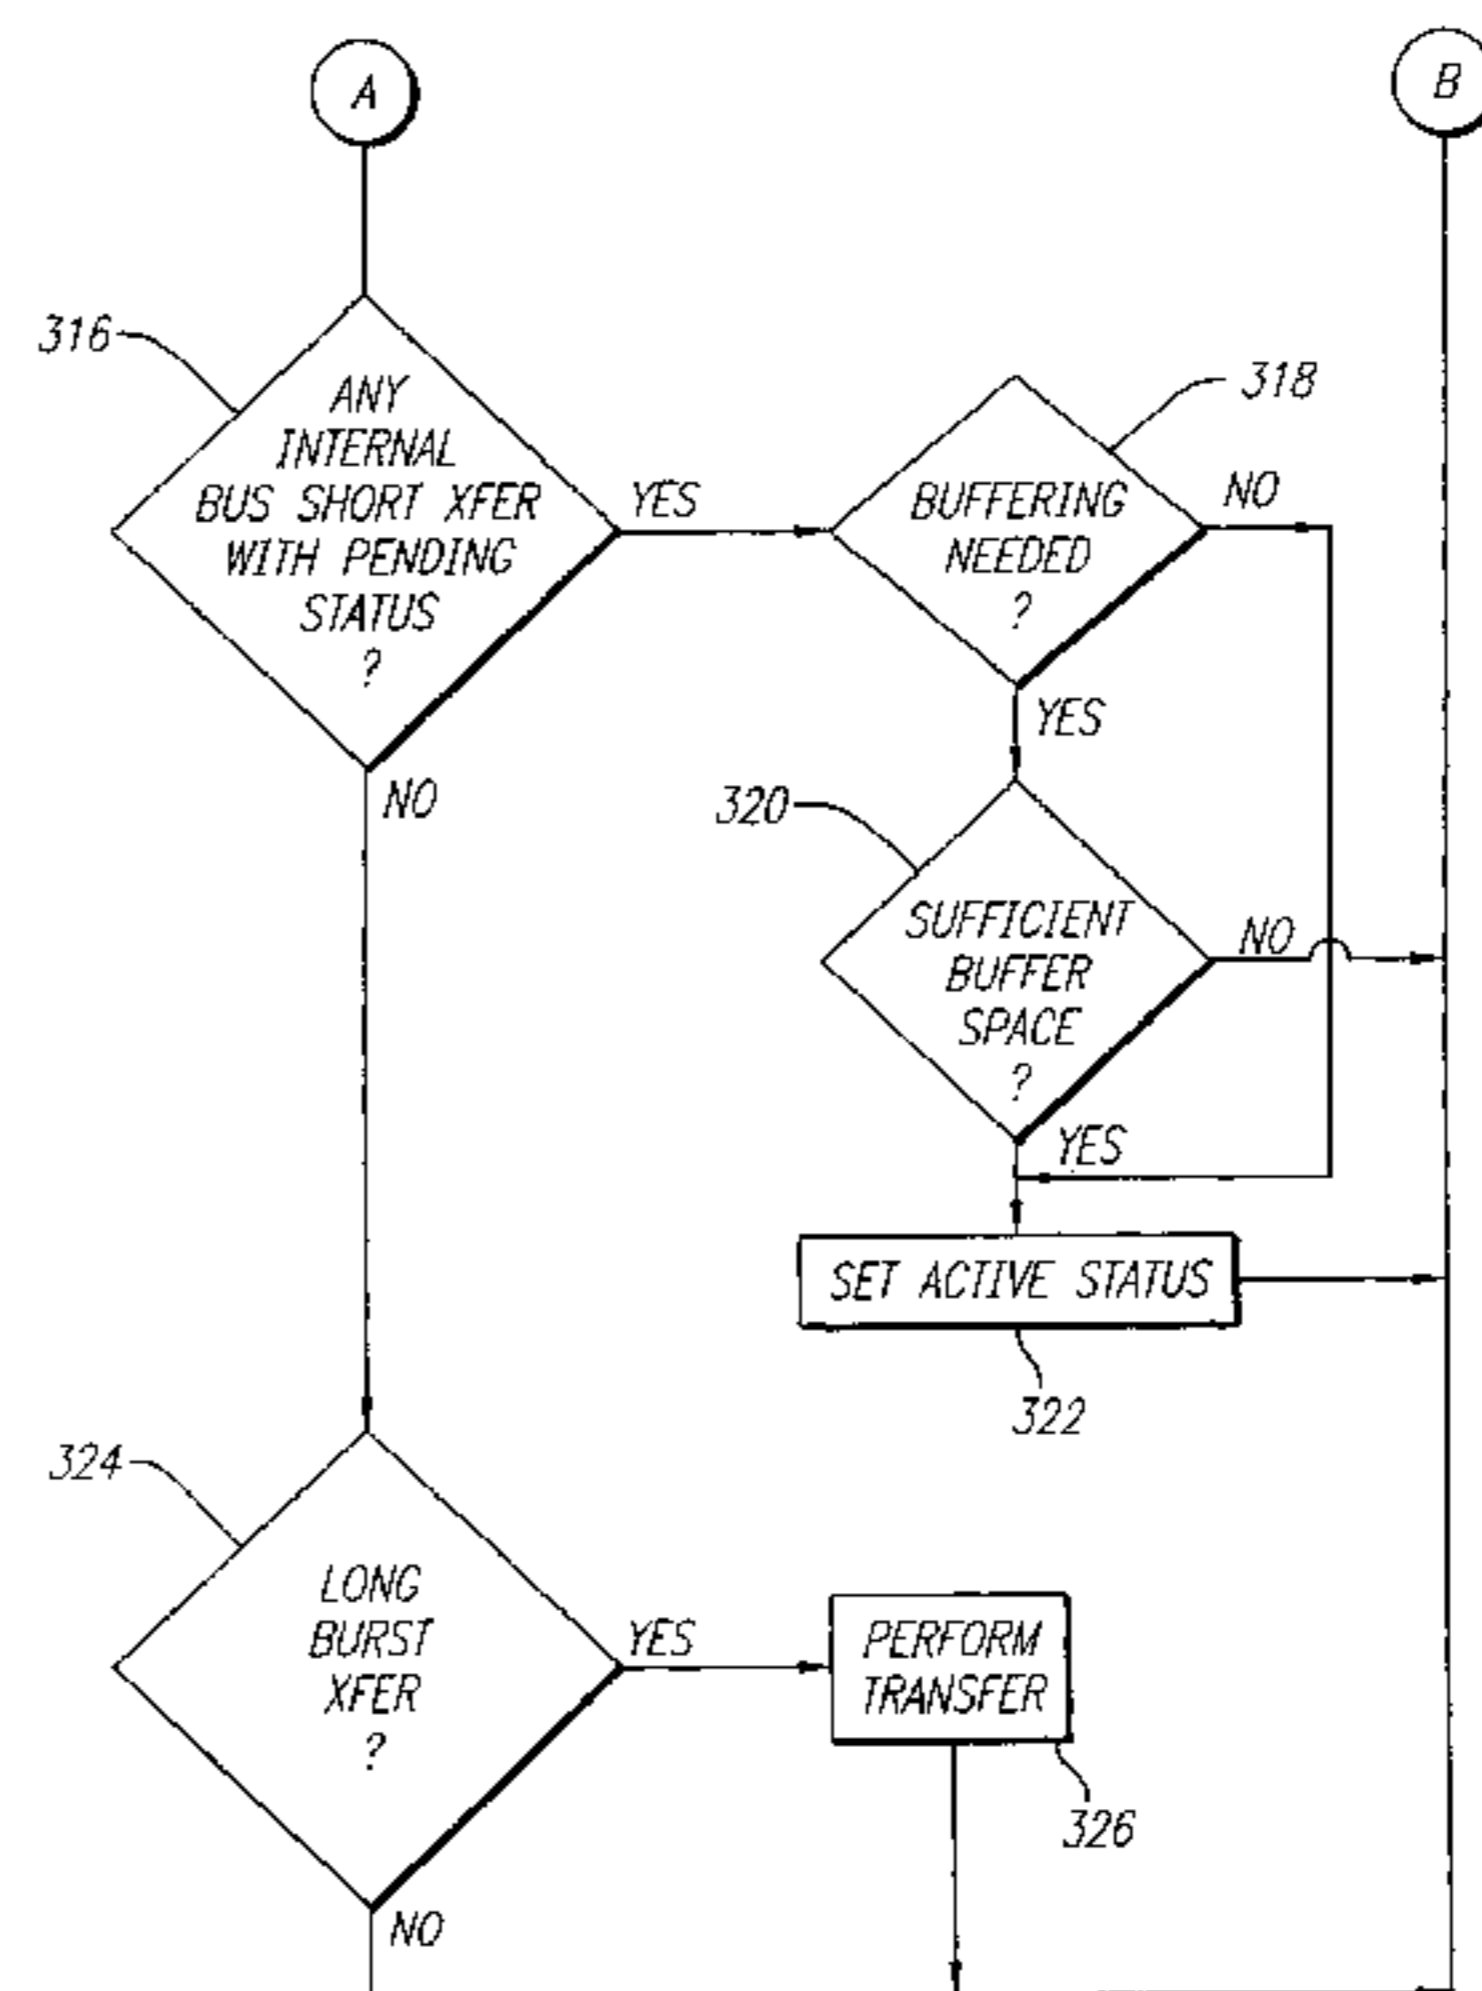 A
B
316
ANY
INTERNAL
BUS SHORT XFER
WITH PENDING
STATUS
?
YES
NO
318
BUFFERING
NEEDED
?
NO
YES
320
SUFFICIENT
BUFFER
SPACE
?
NO
YES
SET ACTIVE STATUS
322
324
LONG
BURST
XFER
?
YES
NO
PERFORM
TRANSFER
326